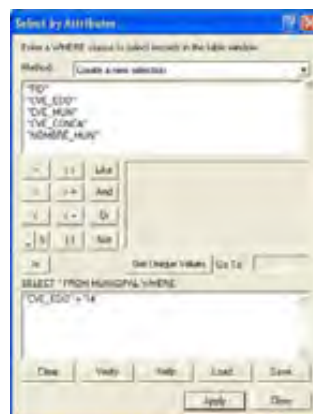 Select by Attributes
Enter a WHERE clause to select records in the table window.
Method: Create a new selection
"FID"
"CVE_EDO"
"CVE_MUN"
"CVE_CONCA"
"NOMBRE_MUN"
Like
And
Or
Not
Is
Get Unique Values Go To:
SELECT * FROM MUNICIPAL WHERE:
"CVE_EDO" =
Clear Verify Help Load Save
Apply Close